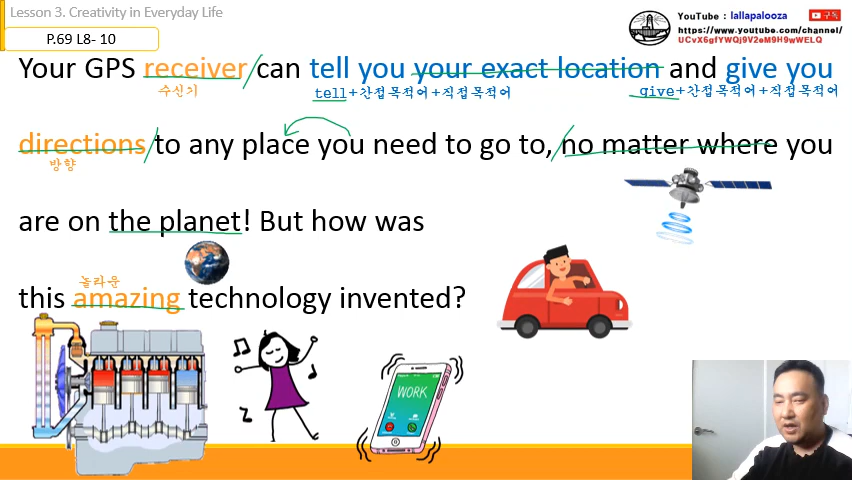 Lesson 3. Creativity in Everyday Life
P.69 L8- 10
YouTube : lallapalooza 구독
https://www.youtube.com/channel/
UCvX6gfYWQj9V2eM9H9wWELQ
Your GPS receiver can tell you your exact location and give you
수신기 tell+간접목적어+직접목적어 give+간접목적어+직접목적어
directions to any place you need to go to, no matter where you
방향
are on the planet! But how was
놀라운
this amazing technology invented?
WORK